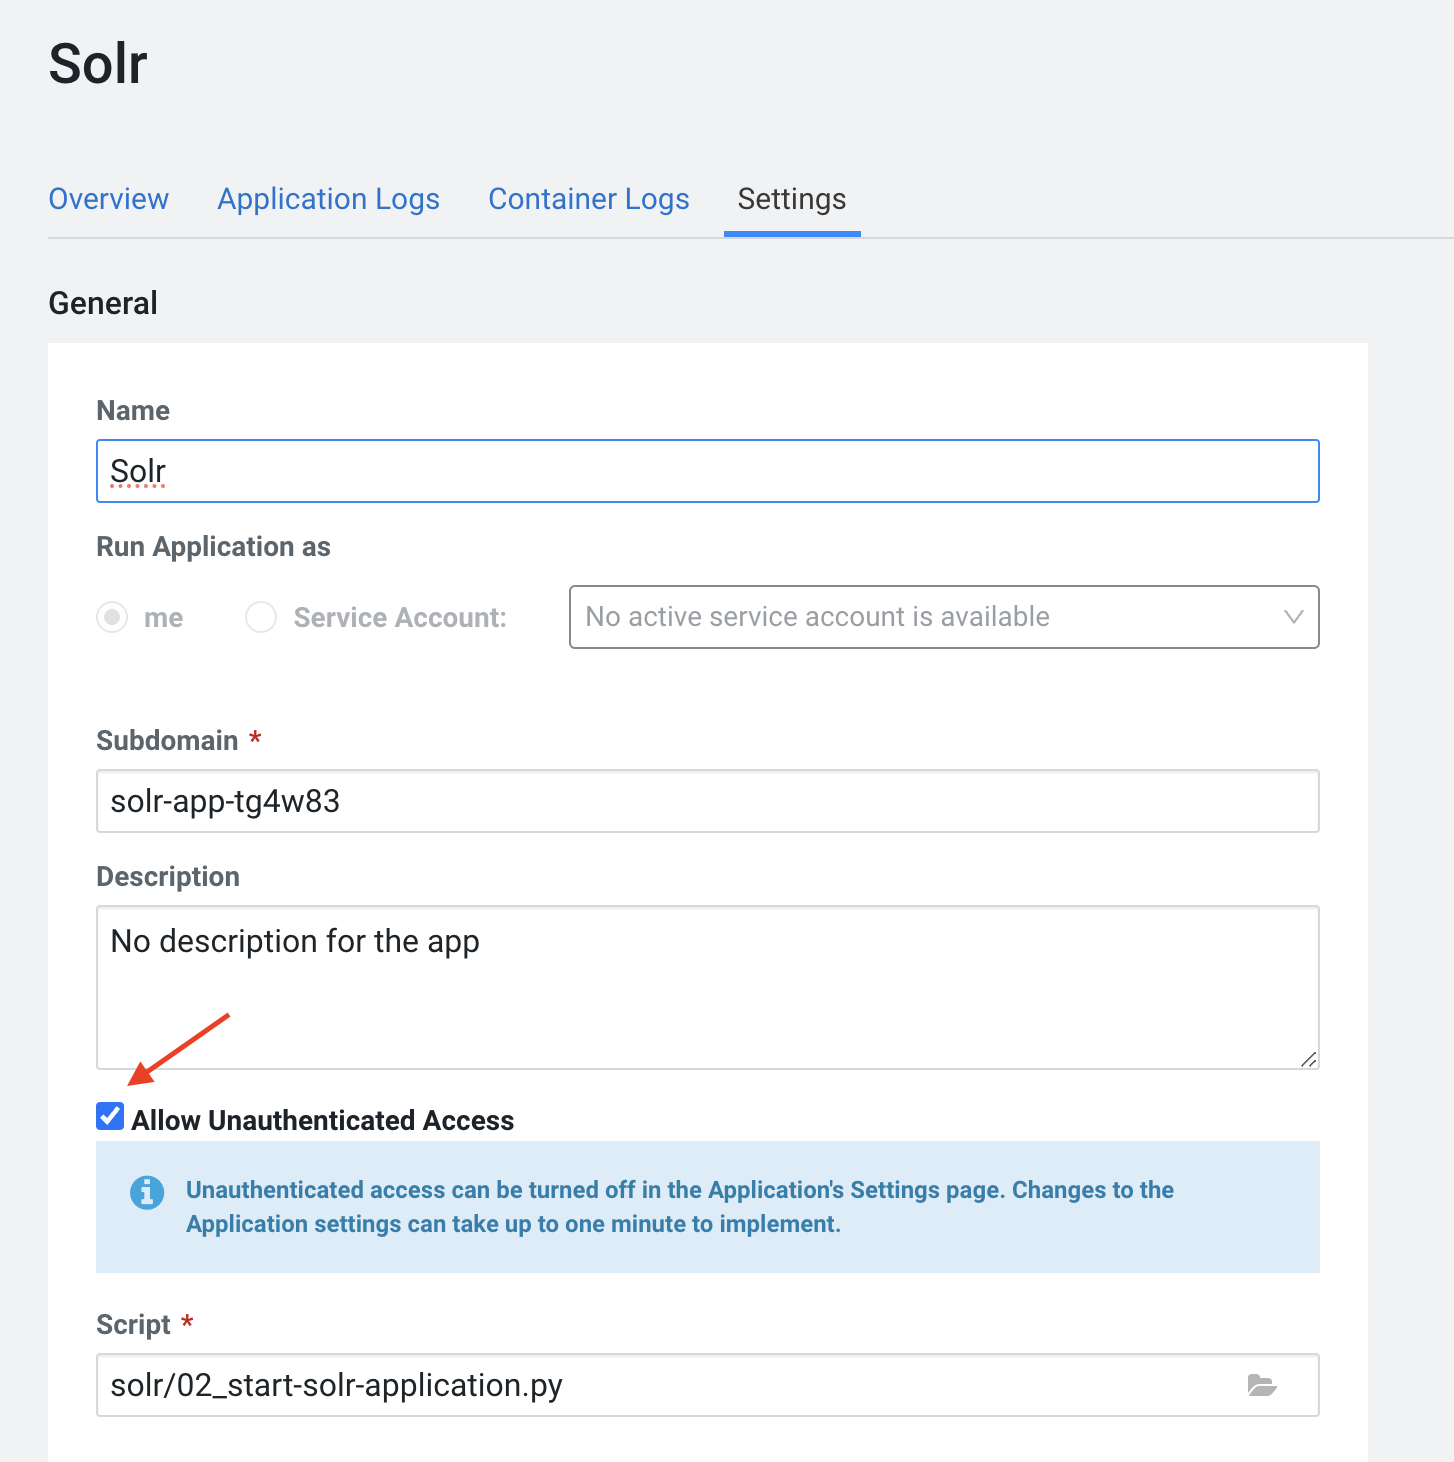 Solr
Overview Application Logs Container Logs Settings
General
Name
Solr
Run Application as
me Service Account: No active service account is available
Subdomain *
solr-app-tg4w83
Description
No description for the app
Allow Unauthenticated Access
Unauthenticated access can be turned off in the Application's Settings page. Changes to the
Application settings can take up to one minute to implement.
Script *
solr/02_start-solr-application.py